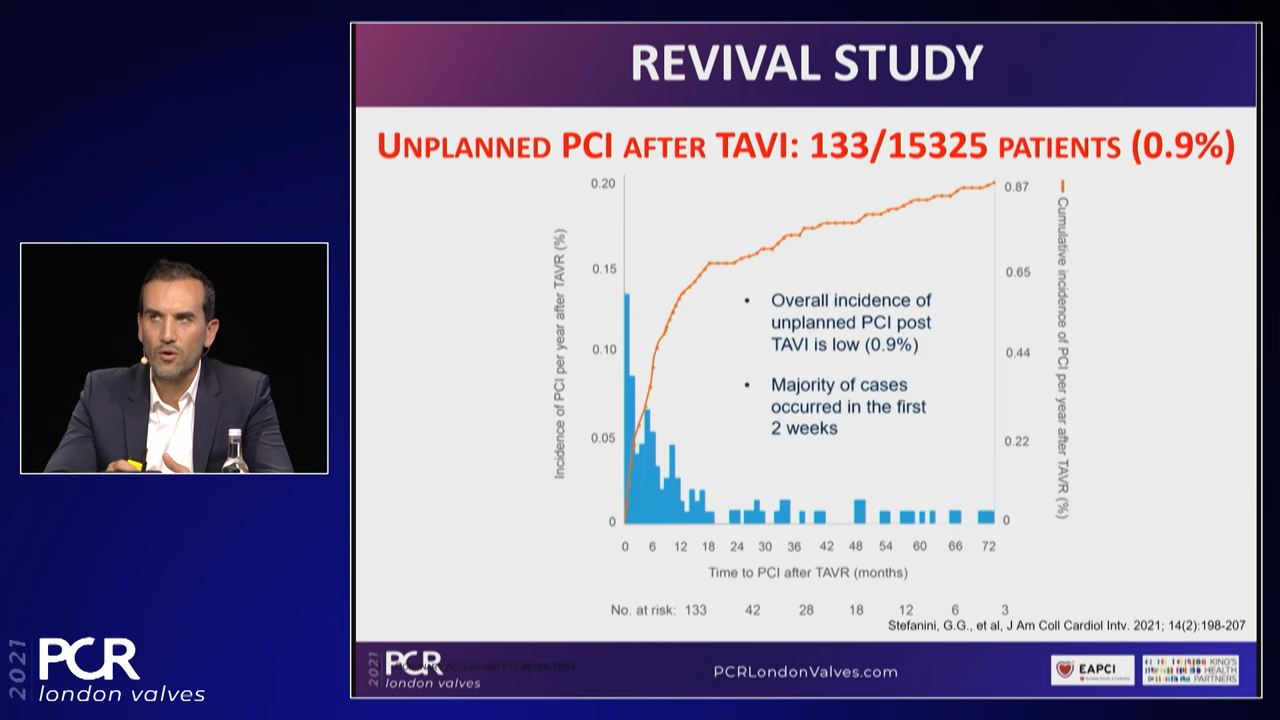 REVIVAL STUDY
UNPLANNED PCI AFTER TAVI: 133/15325 PATIENTS (0.9%)
Incidence of PCI per year after TAVR (%)
0.20
0.15
0.10
0.05
0
• Overall incidence of
unplanned PCI post
TAVI is low (0.9%)
• Majority of cases
occurred in the first
2 weeks
0.87
0.65
0.44
0.22
0
Cumulative incidence of PCI per year after TAVR (%)
0 6 12 18 24 30 36 42 48 54 60 66 72
Time to PCI after TAVR (months)
No. at risk: 133 42 28 18 12 6 3
Stefanini, G.G., et al, J Am Coll Cardiol Intv. 2021; 14(2):198-207
2021
PCR
london valves
CORONARY ACCESS AND PCI AFTER TAVI
PCRLondonValves.com
EAPCI
KING'S
HEALTH
PARTNERS
2021
PCR
london valves